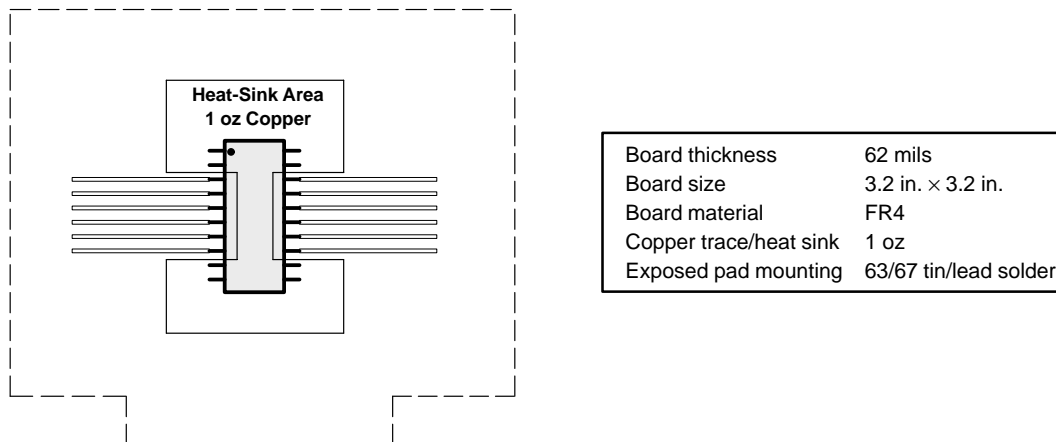 Heat-Sink Area
1 oz Copper
Board thickness 62 mils
Board size 3.2 in. × 3.2 in.
Board material FR4
Copper trace/heat sink 1 oz
Exposed pad mounting 63/67 tin/lead solder